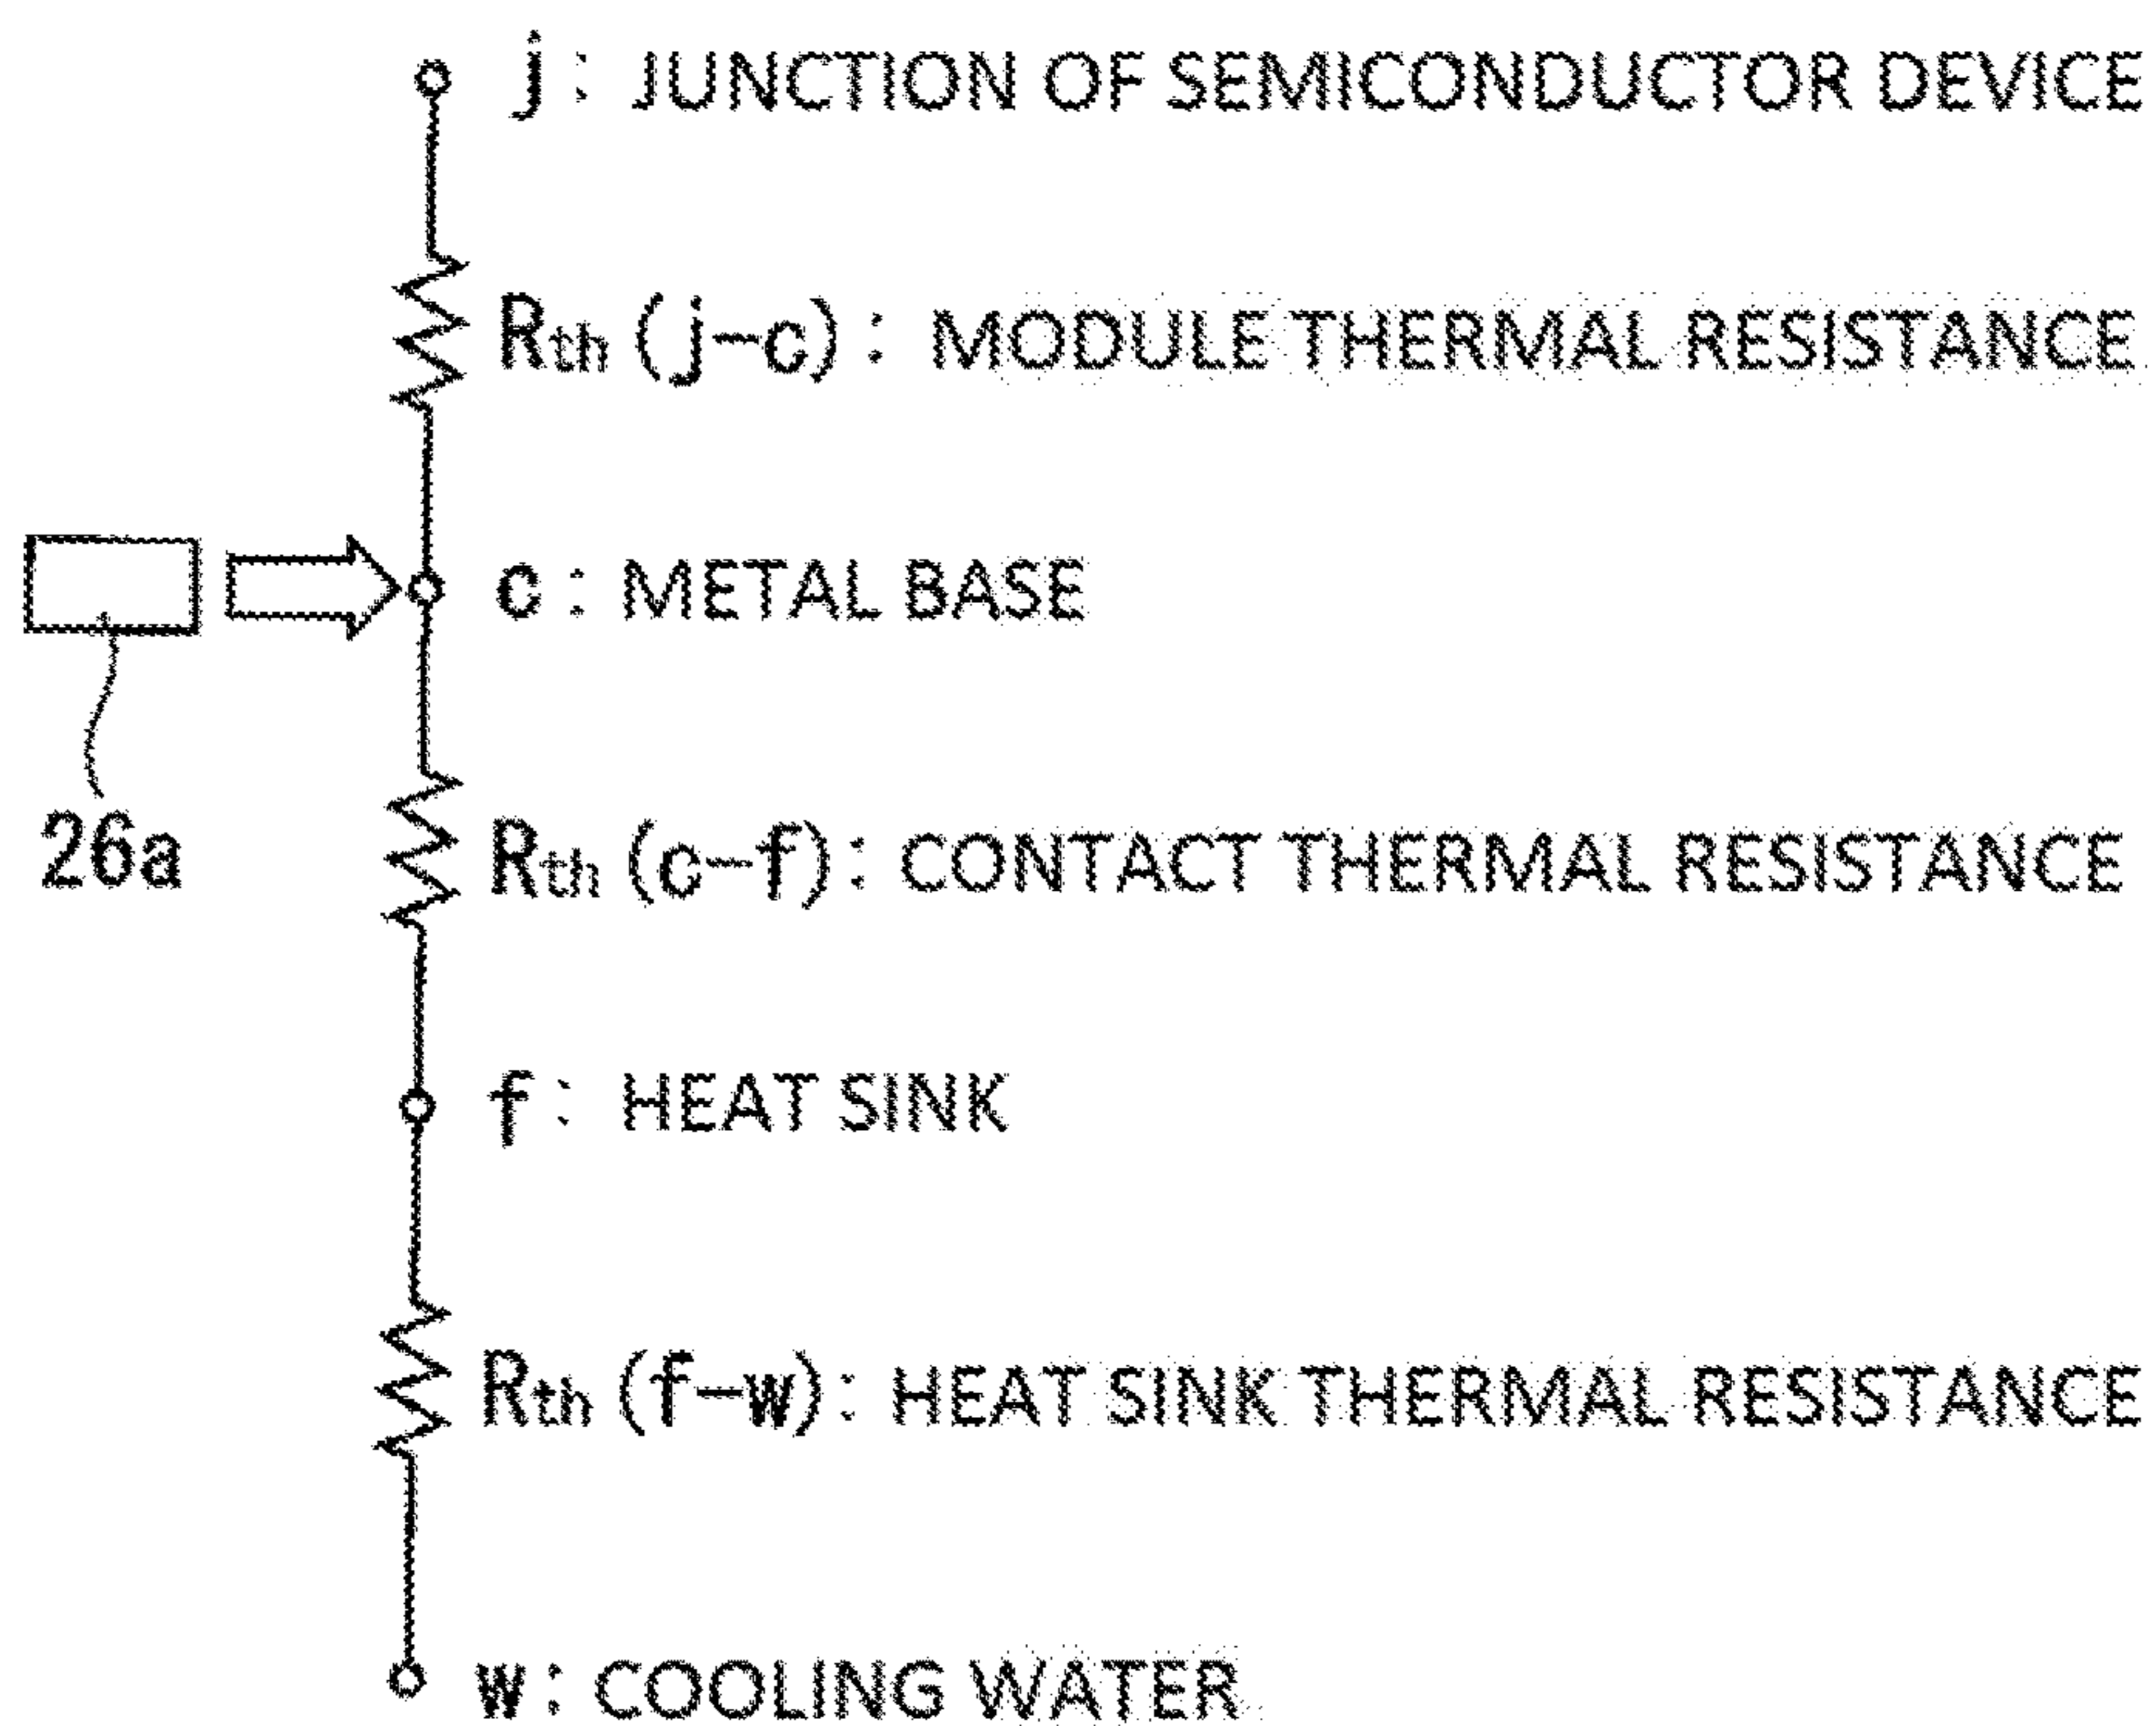 j : JUNCTION OF SEMICONDUCTOR DEVICE
Rth (j-c) : MODULE THERMAL RESISTANCE
c : METAL BASE
26a
Rth (c-f) : CONTACT THERMAL RESISTANCE
f : HEAT SINK
Rth (f-w) : HEAT SINK THERMAL RESISTANCE
w : COOLING WATER